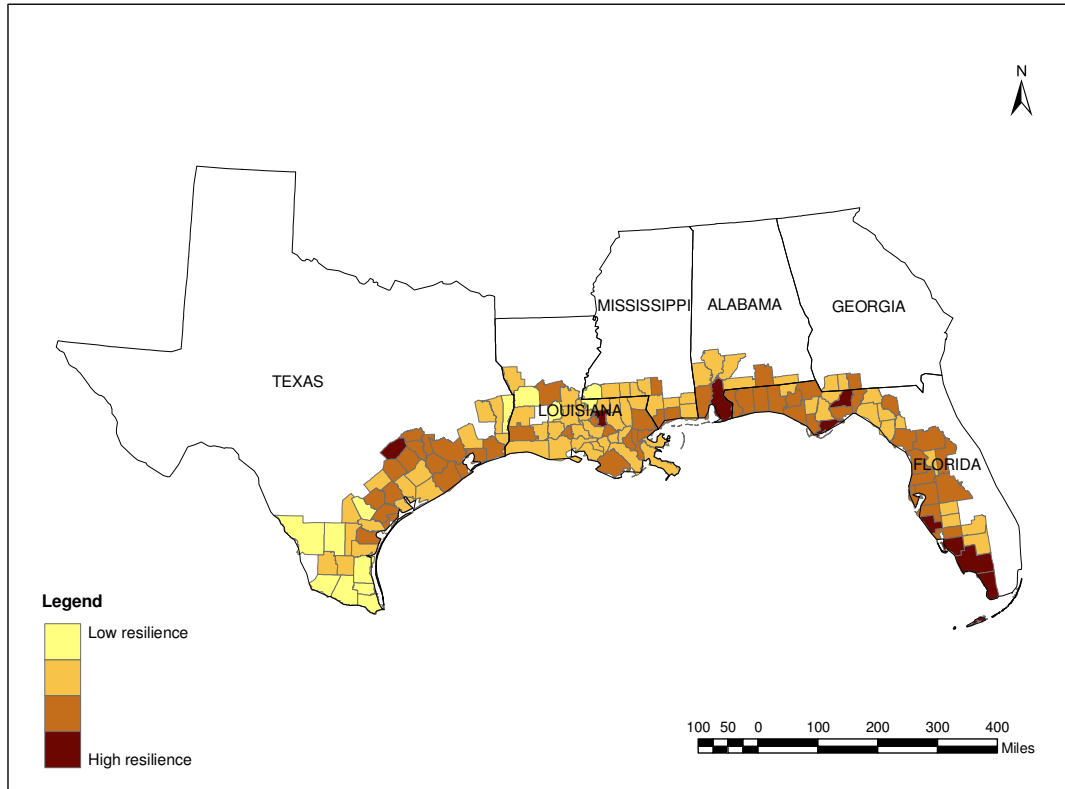 N
MISSISSIPPI
ALABAMA
GEORGIA
TEXAS
LOUISIANA
FLORIDA
Legend
Low resilience
High resilience
100 50 0 100 200 300 400
Miles